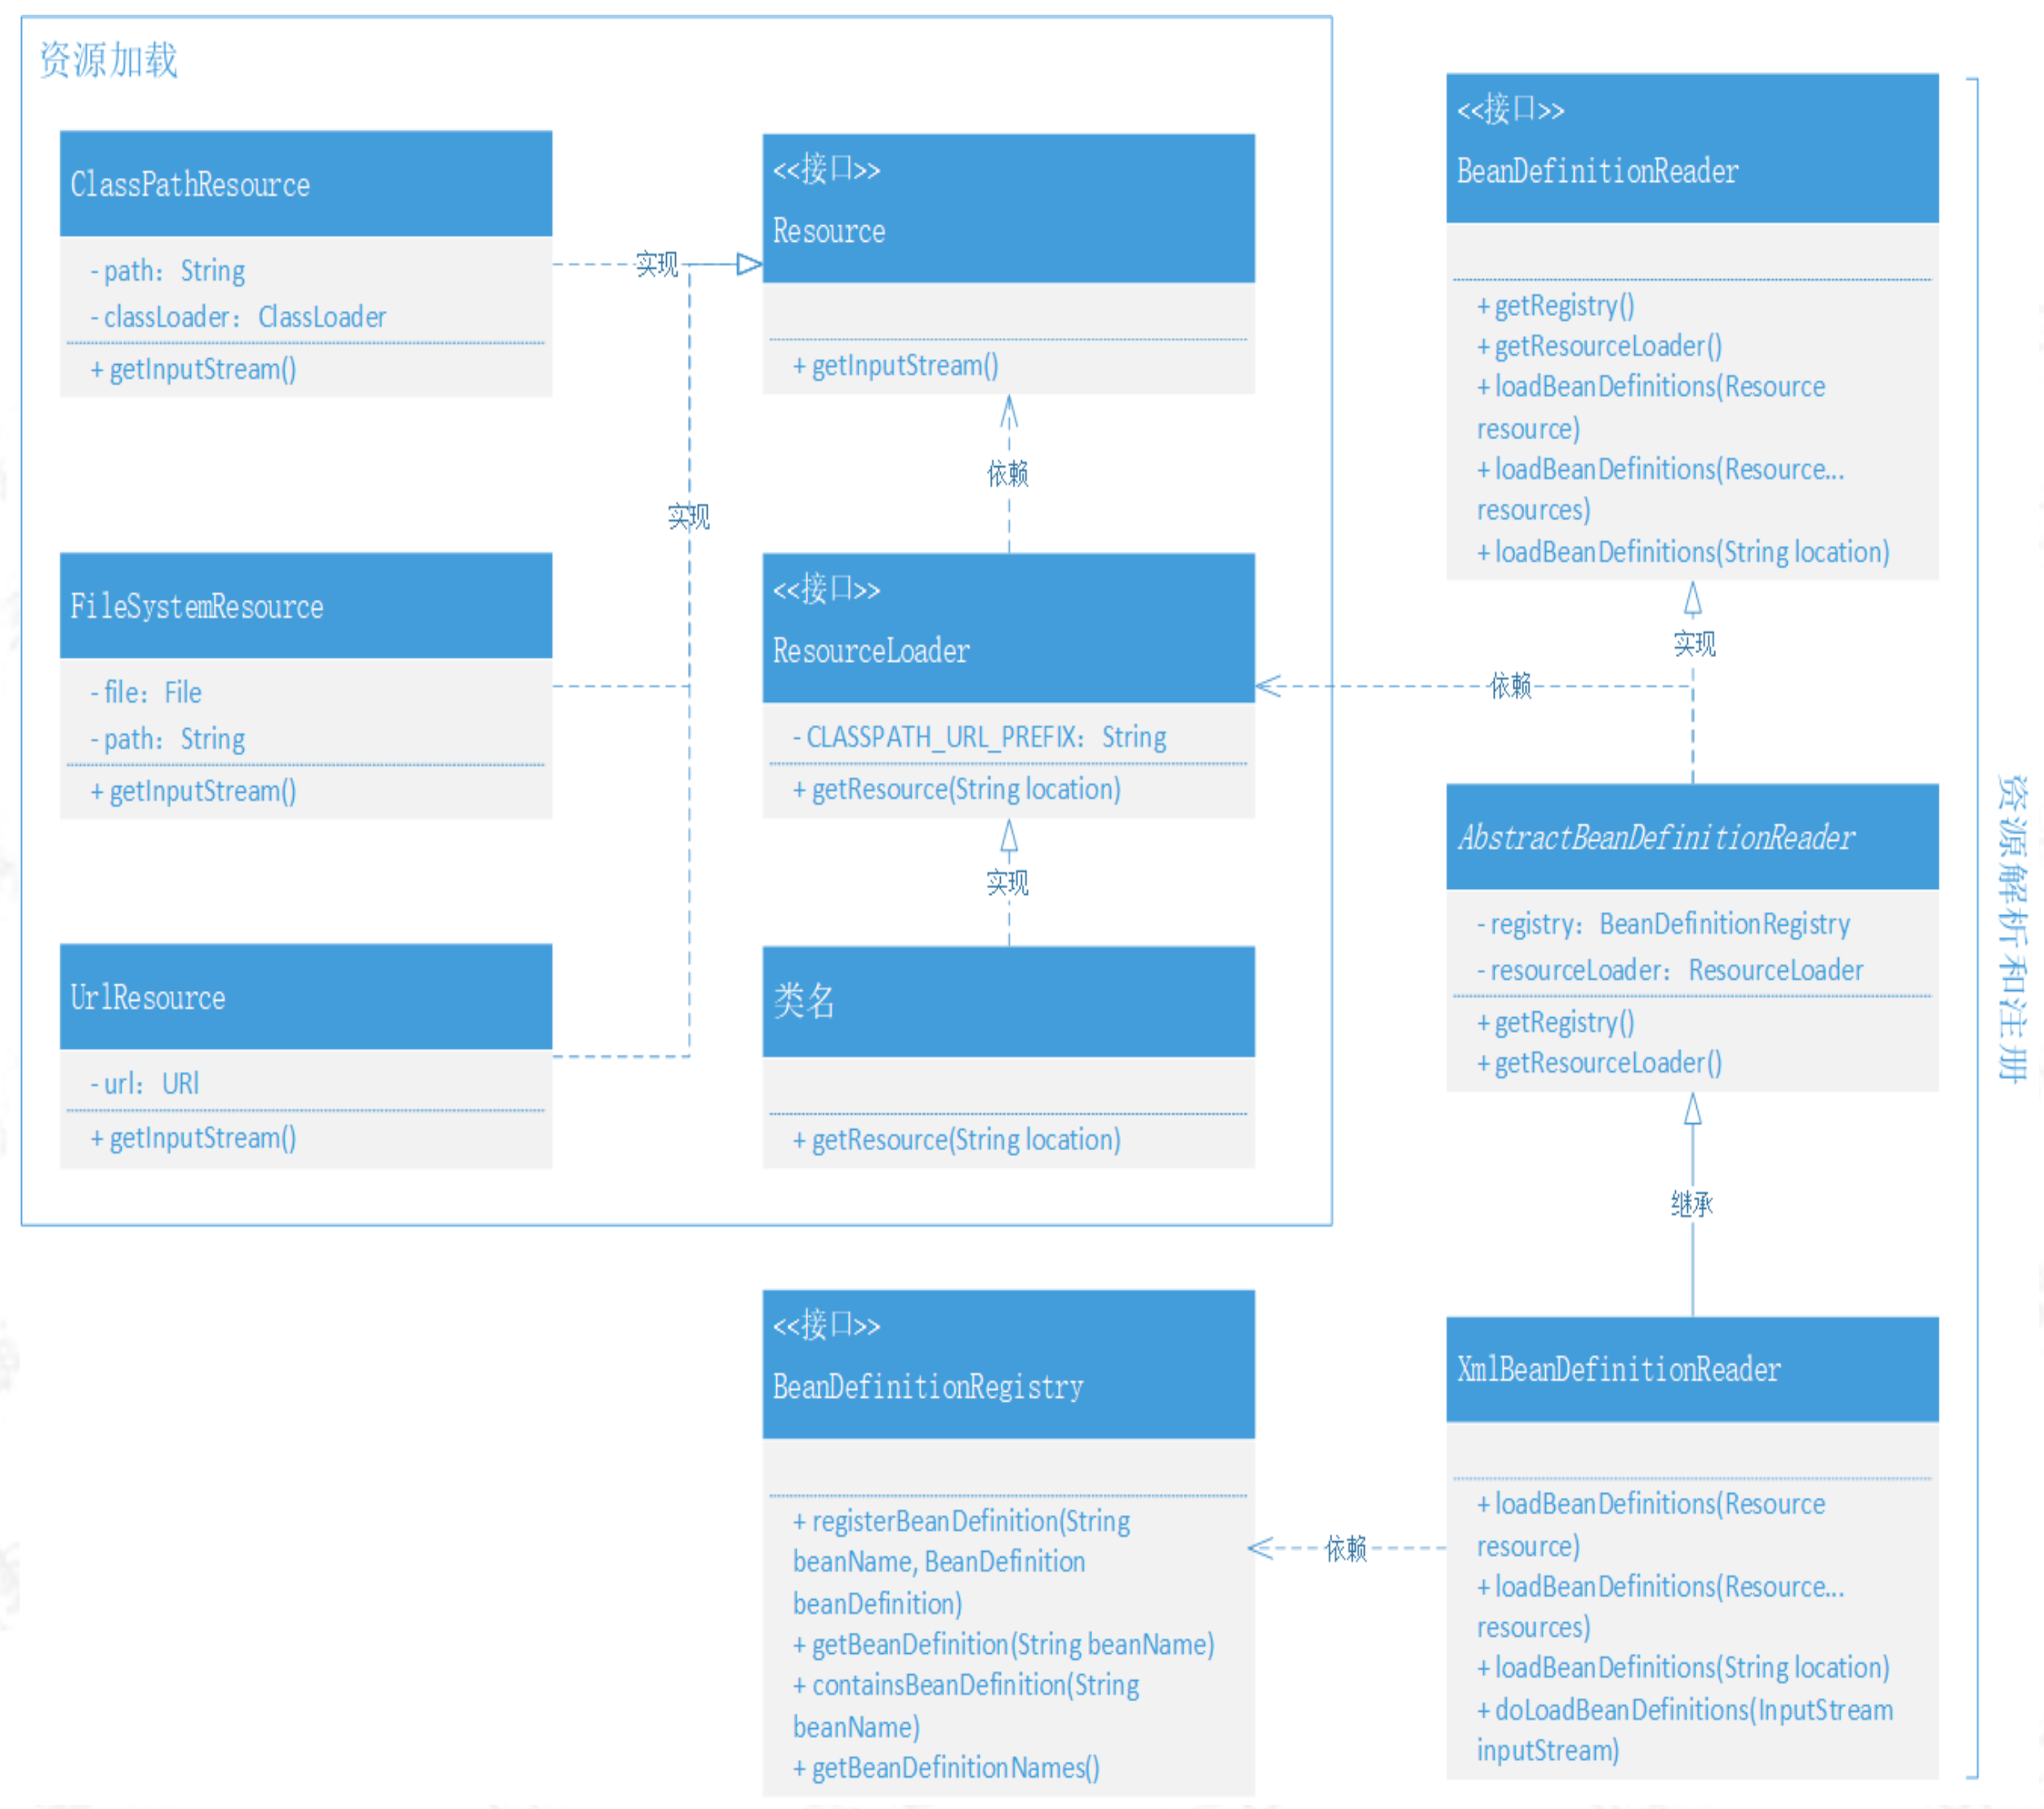 资源加载
ClassPathResource
- path：String
- classLoader：ClassLoader
+ getInputStream()
FileSystemResource
- file：File
- path：String
+ getInputStream()
UrlResource
- url：URl
+ getInputStream()
实现
实现
<<接口>>
Resource
+ getInputStream()
依赖
<<接口>>
ResourceLoader
- CLASSPATH_URL_PREFIX：String
+ getResource(String location)
实现
类名
+ getResource(String location)
<<接口>>
BeanDefinitionRegistry
+ registerBeanDefinition(String
beanName, BeanDefinition
beanDefinition)
+ getBeanDefinition(String beanName)
+ containsBeanDefinition(String
beanName)
+ getBeanDefinitionNames()
<<接口>>
BeanDefinitionReader
+ getRegistry()
+ getResourceLoader()
+ loadBeanDefinitions(Resource
resource)
+ loadBeanDefinitions(Resource...
resources)
+ loadBeanDefinitions(String location)
实现
依赖
AbstractBeanDefinitionReader
- registry：BeanDefinitionRegistry
- resourceLoader：ResourceLoader
+ getRegistry()
+ getResourceLoader()
继承
XmlBeanDefinitionReader
+ loadBeanDefinitions(Resource
resource)
+ loadBeanDefinitions(Resource...
resources)
+ loadBeanDefinitions(String location)
+ doLoadBeanDefinitions(InputStream
inputStream)
依赖
资源解析和注册